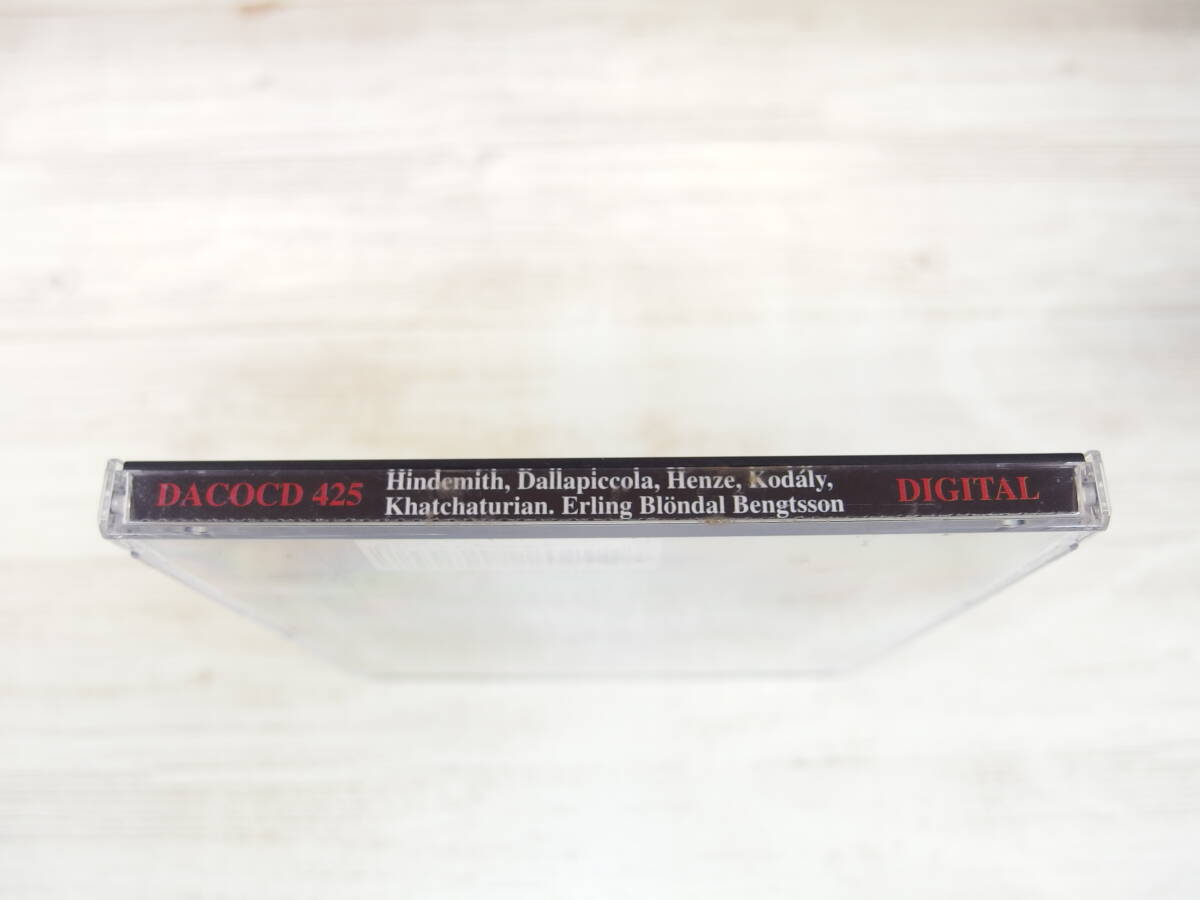 DACOCD 425
Hindemith, Dallapiccola, Henze, Kodály,
Khatchaturian. Erling Blöndal Bengtsson
DIGITAL